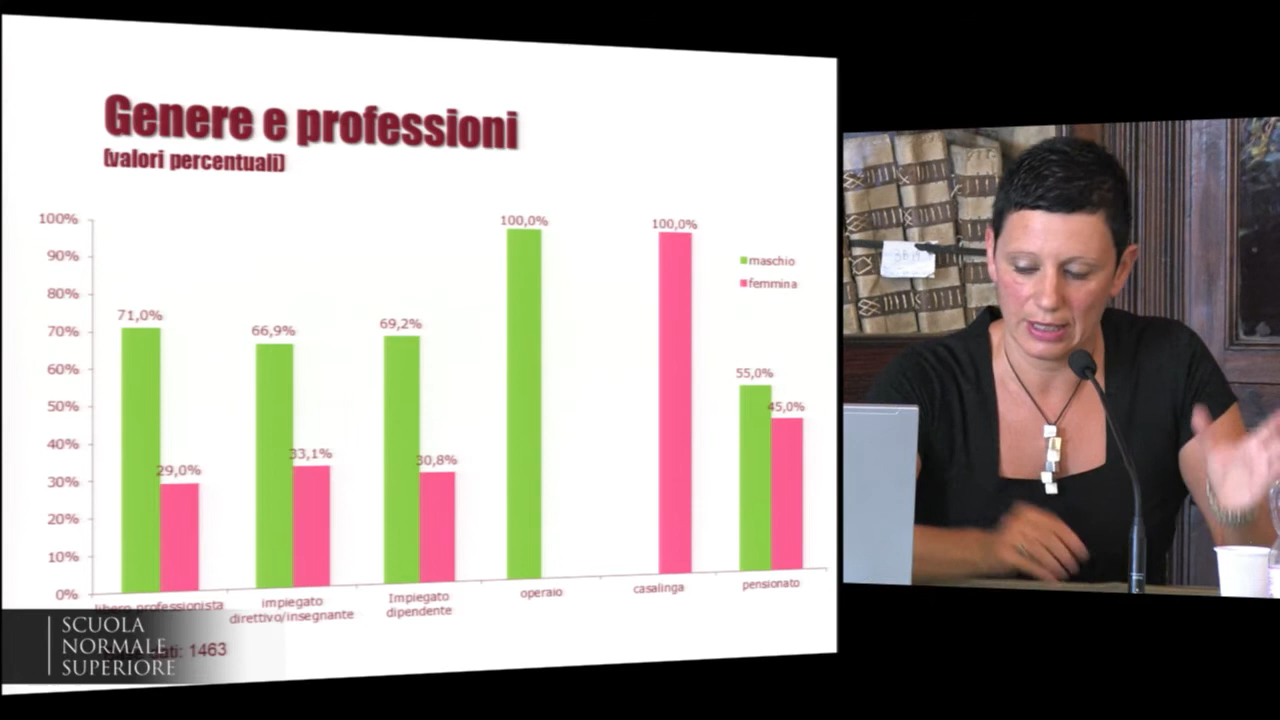 Genere e professioni
(valori percentuali)
100%
90%
80%
70%
60%
50%
40%
30%
20%
10%
0%
71,0%
29,0%
66,9%
33,1%
69,2%
30,8%
100,0%
100,0%
55,0%
45,0%
maschio
femmina
libero professionista
impiegato
direttivo/insegnante
Impiegato
dipendente
operaio
casalinga
pensionato
1463
SCUOLA
NORMALE
SUPERIORE